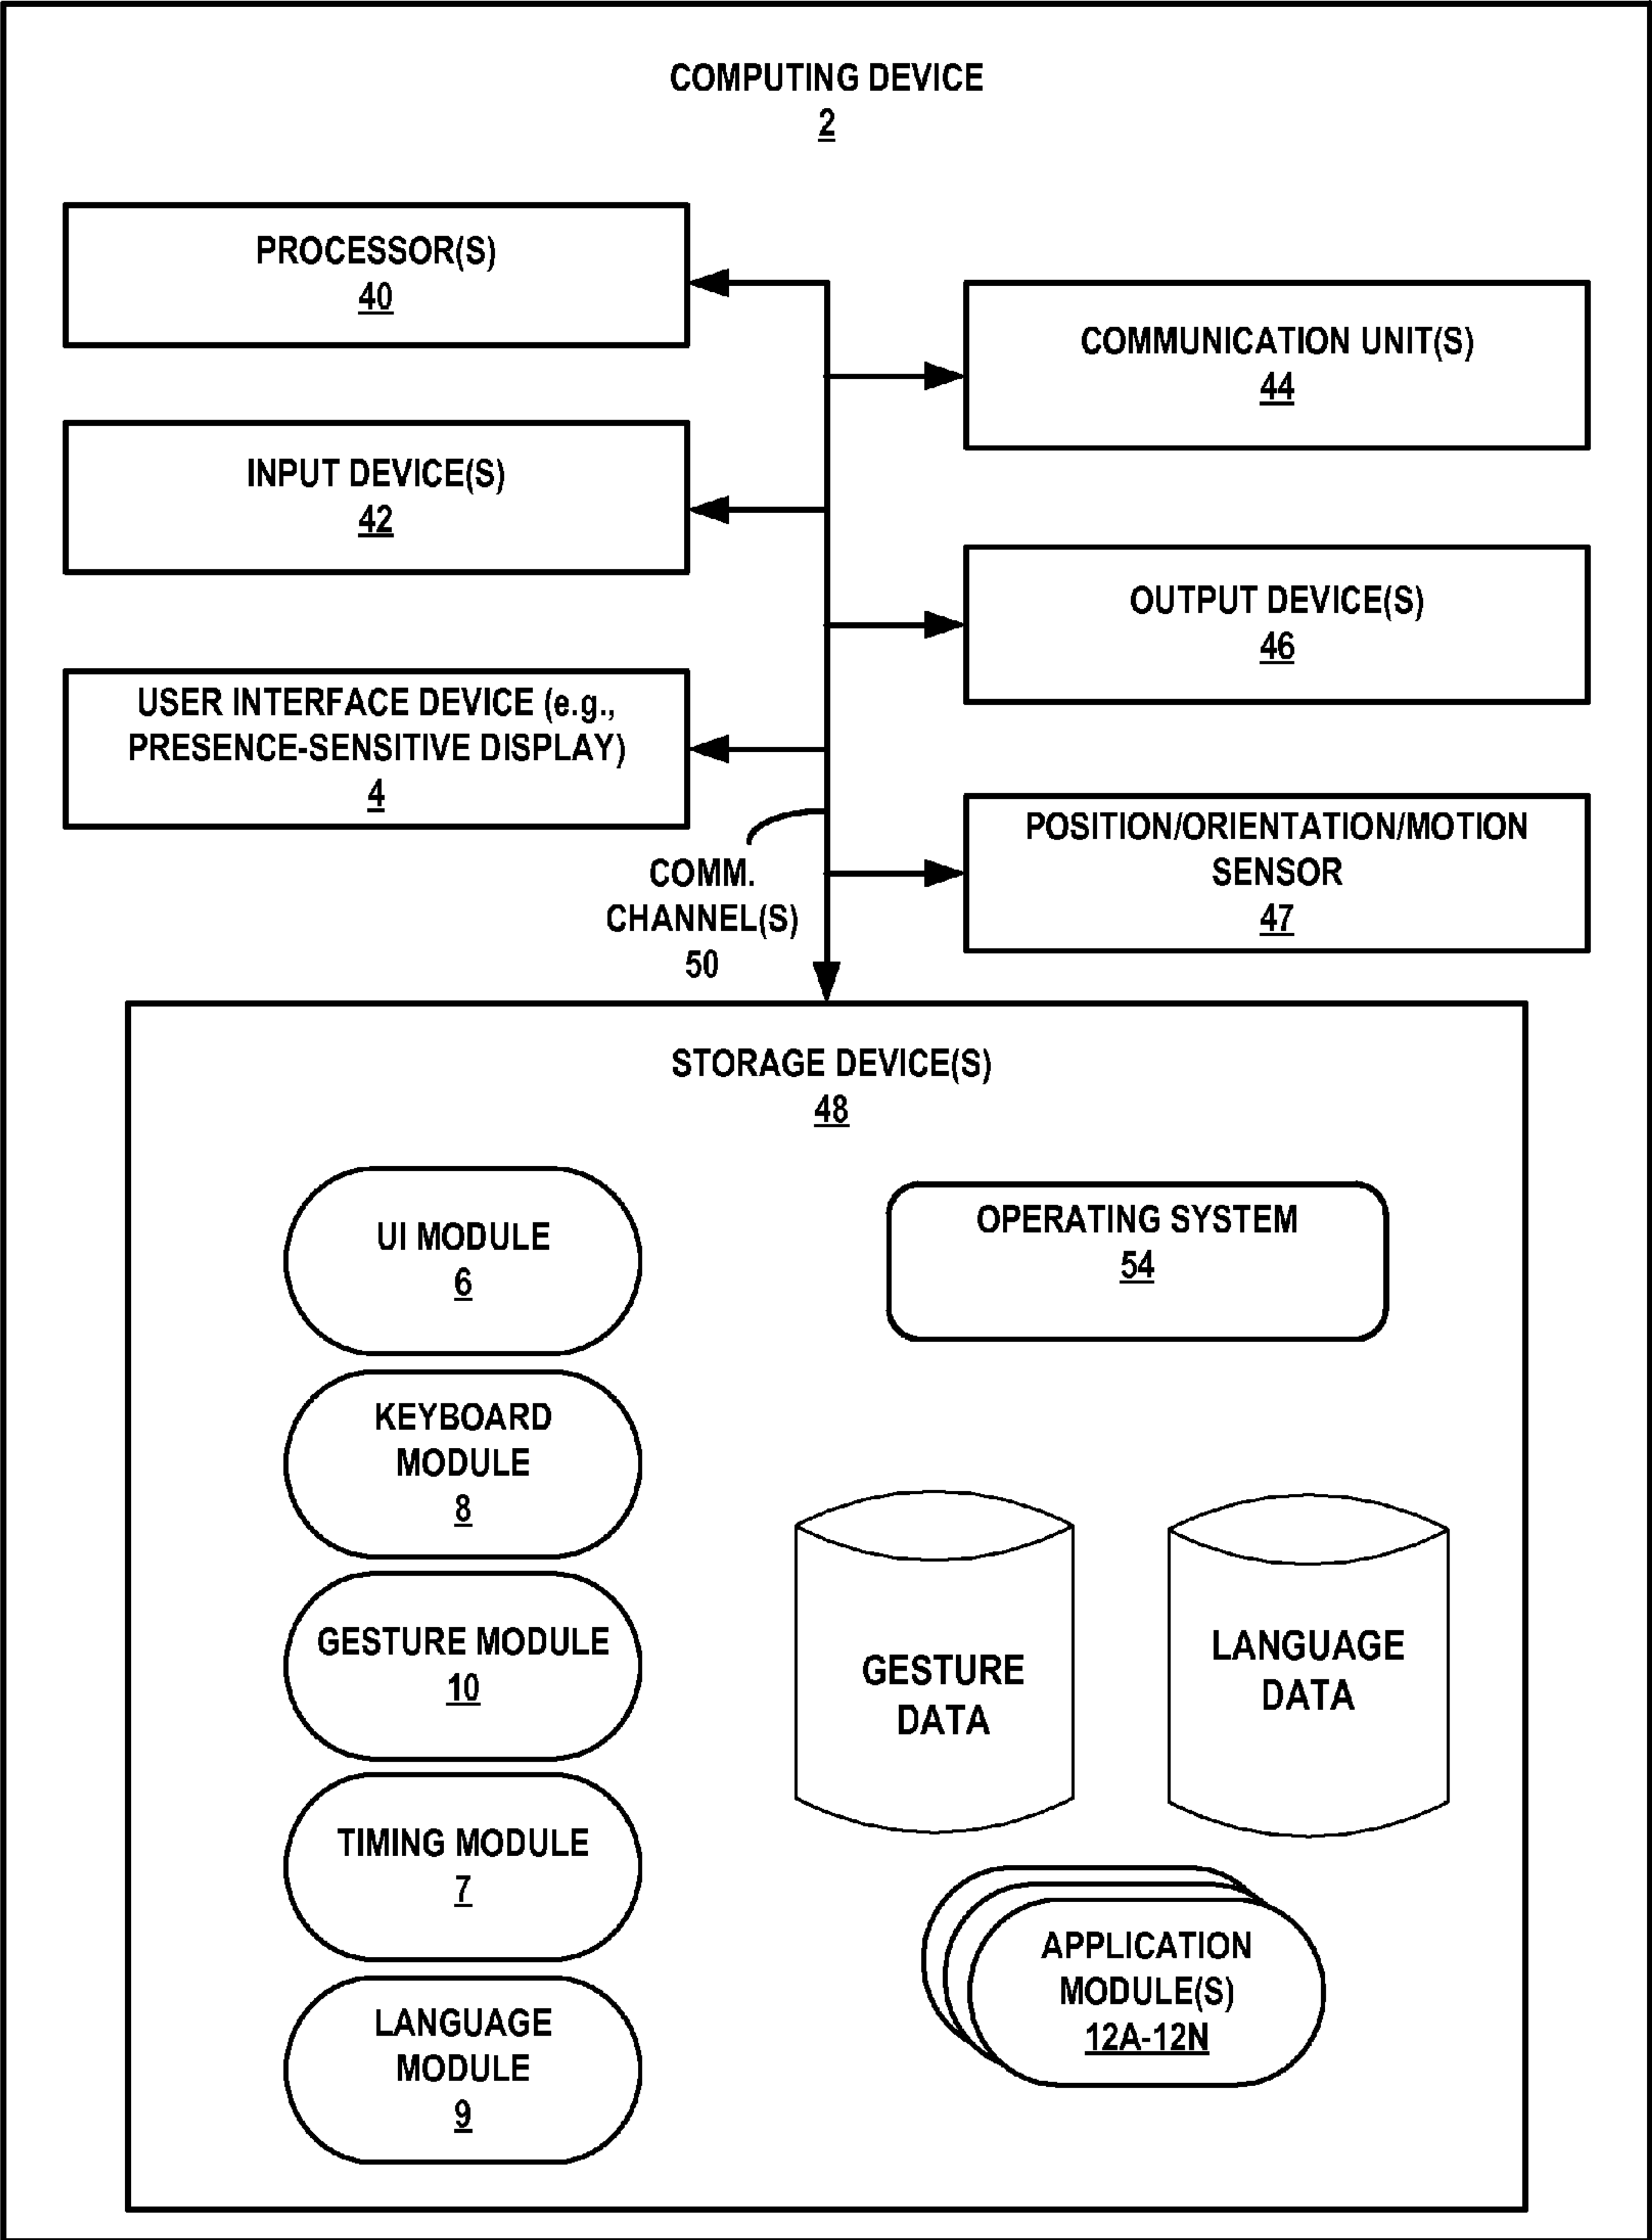 COMPUTING DEVICE
2
PROCESSOR(S)
40
COMMUNICATION UNIT(S)
44
INPUT DEVICE(S)
42
OUTPUT DEVICE(S)
46
USER INTERFACE DEVICE (e.g.,
PRESENCE-SENSITIVE DISPLAY)
4
POSITION/ORIENTATION/MOTION
SENSOR
47
COMM.
CHANNEL(S)
50
STORAGE DEVICE(S)
48
UI MODULE
6
KEYBOARD
MODULE
8
GESTURE MODULE
10
TIMING MODULE
7
LANGUAGE
MODULE
9
OPERATING SYSTEM
54
GESTURE
DATA
LANGUAGE
DATA
APPLICATION
MODULE(S)
12A-12N